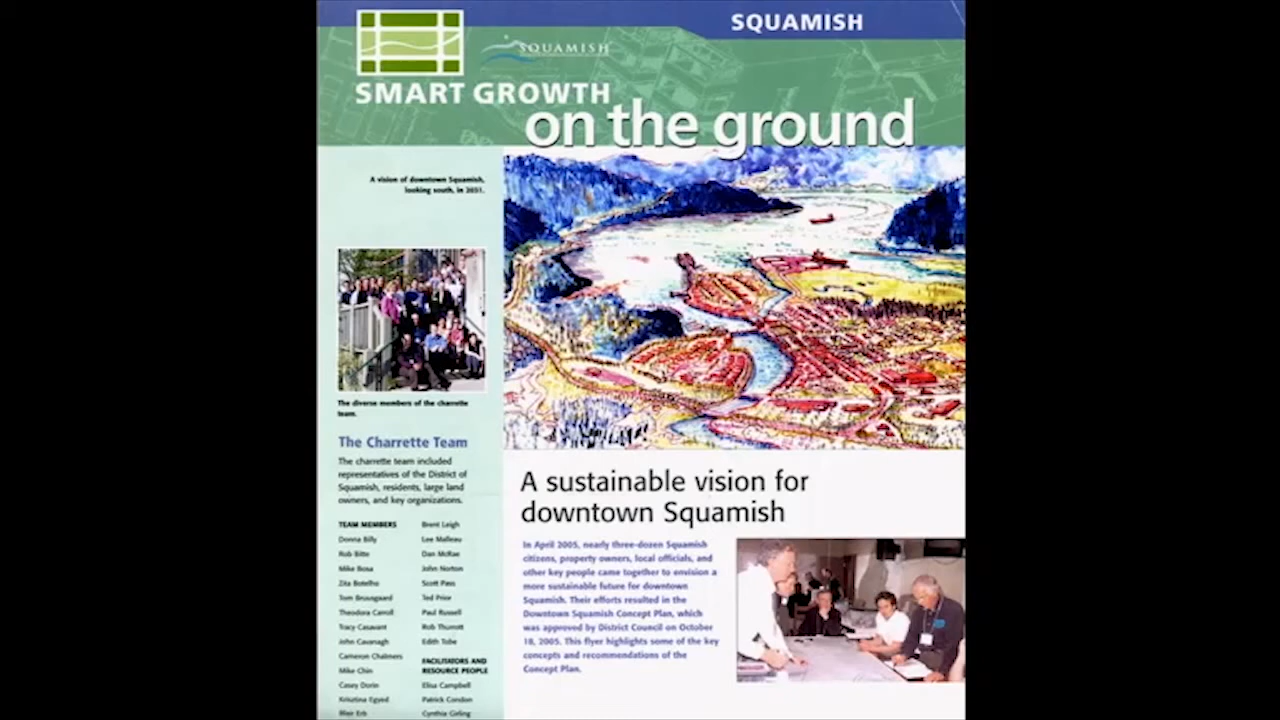 SQUAMISH
SQUAMISH
SMART GROWTH
on the ground
A vision of downtown Squamish,
looking south, in 2031.
The diverse members of the charrette
team.
The Charrette Team
The charrette team included
representatives of the District of
Squamish, residents, large land
owners, and key organizations.
TEAM MEMBERS
Donna Billy
Rob Bitte
Mike Bosa
Zita Botelho
Tom Bruusgaard
Theodora Carroll
Tracy Casavant
John Cavanagh
Cameron Chalmers
Mike Chin
Casey Dorin
Krisztina Egyed
Blair Erb
Brent Leigh
Lee Malleau
Dan McRae
John Norton
Scott Pass
Ted Prior
Paul Russell
Rob Thurrott
Edith Tobe
FACILITATORS AND
RESOURCE PEOPLE
Elisa Campbell
Patrick Condon
Cynthia Girling
A sustainable vision for
downtown Squamish
In April 2005, nearly three-dozen Squamish
citizens, property owners, local officials, and
other key people came together to envision a
more sustainable future for downtown
Squamish. Their efforts resulted in the
Downtown Squamish Concept Plan, which
was approved by District Council on October
18, 2005. This flyer highlights some of the key
concepts and recommendations of the
Concept Plan.